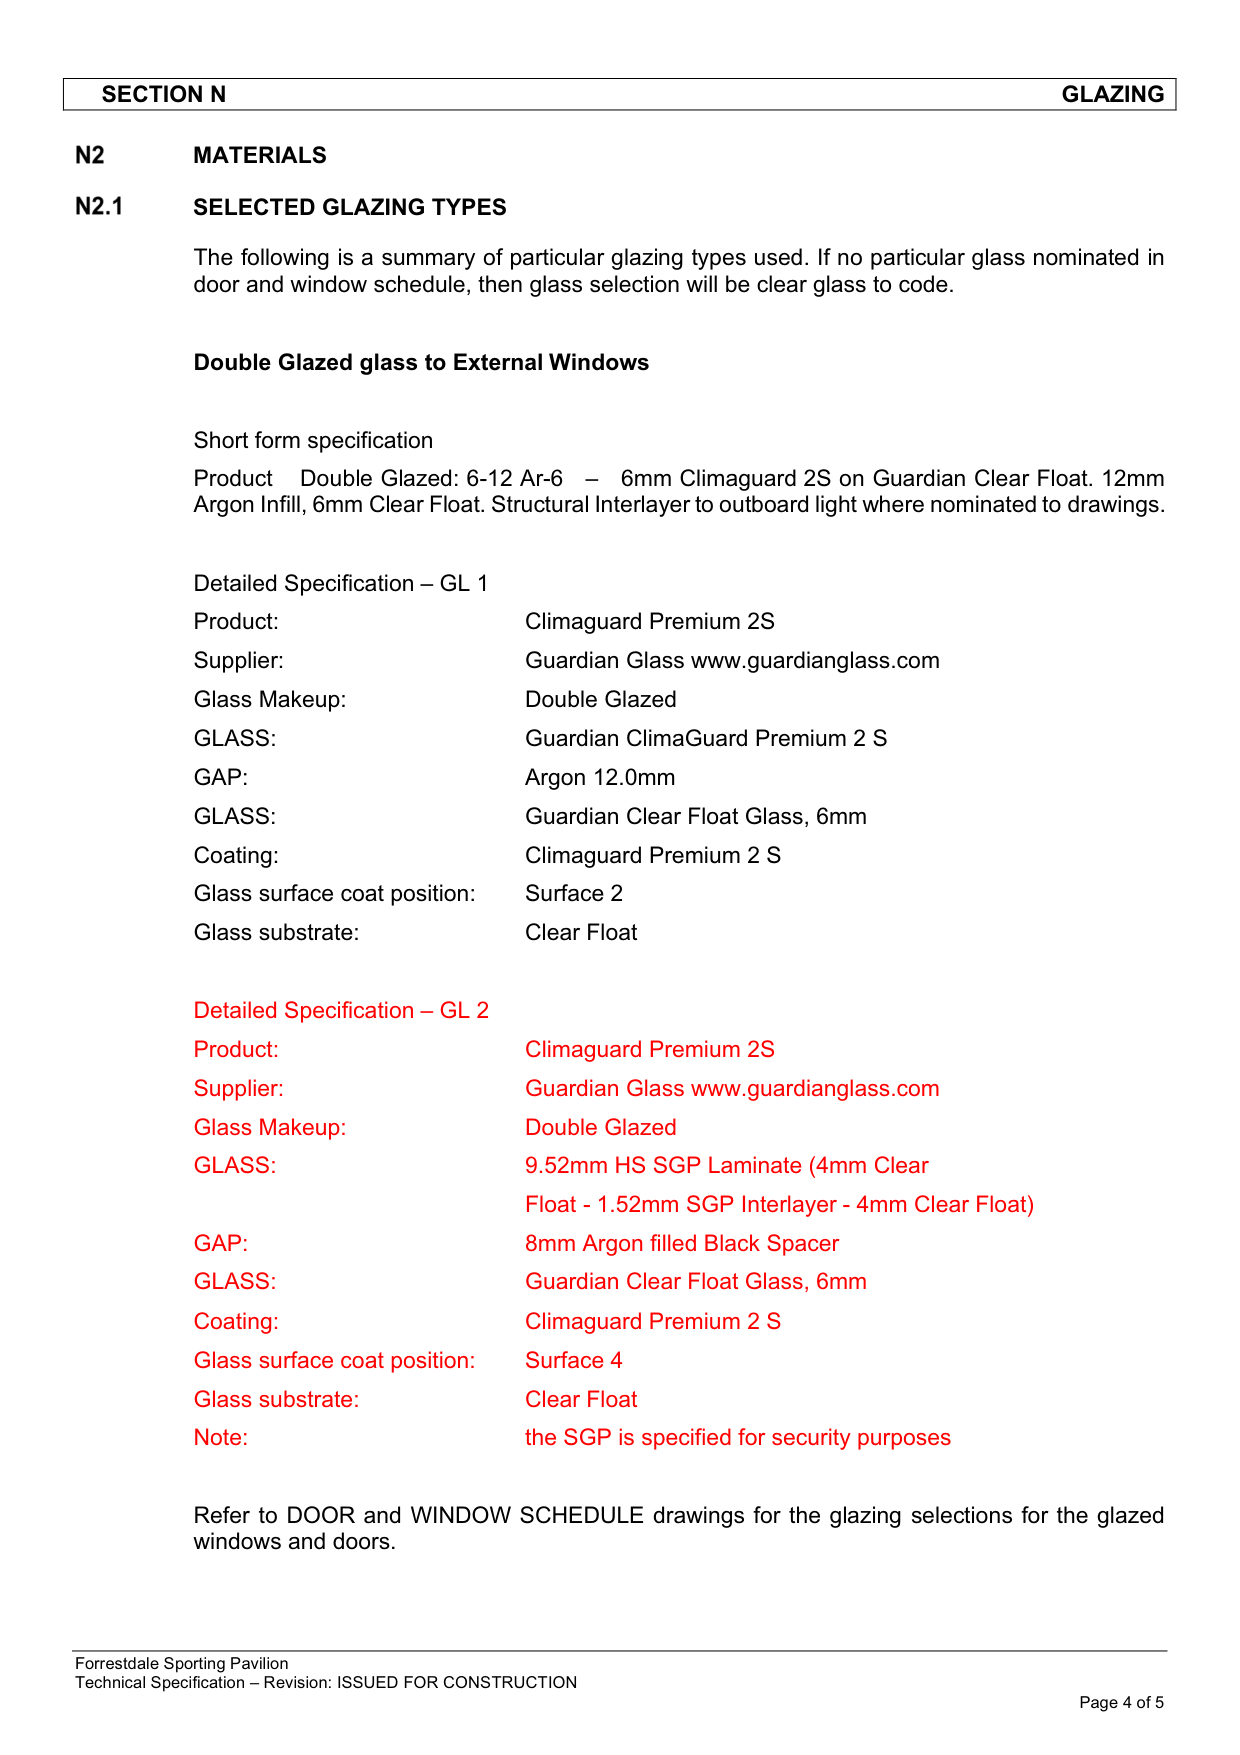 SECTION N GLAZING
N2 MATERIALS
N2.1 SELECTED GLAZING TYPES
The following is a summary of particular glazing types used. If no particular glass nominated in
door and window schedule, then glass selection will be clear glass to code.
Double Glazed glass to External Windows
Short form specification
Product Double Glazed: 6-12 Ar-6 – 6mm Climaguard 2S on Guardian Clear Float. 12mm
Argon Infill, 6mm Clear Float. Structural Interlayer to outboard light where nominated to drawings.
Detailed Specification – GL 1
Product: Climaguard Premium 2S
Supplier: Guardian Glass www.guardianglass.com
Glass Makeup: Double Glazed
GLASS: Guardian ClimaGuard Premium 2 S
GAP: Argon 12.0mm
GLASS: Guardian Clear Float Glass, 6mm
Coating: Climaguard Premium 2 S
Glass surface coat position: Surface 2
Glass substrate: Clear Float
Detailed Specification – GL 2
Product: Climaguard Premium 2S
Supplier: Guardian Glass www.guardianglass.com
Glass Makeup: Double Glazed
GLASS: 9.52mm HS SGP Laminate (4mm Clear
Float - 1.52mm SGP Interlayer - 4mm Clear Float)
GAP: 8mm Argon filled Black Spacer
GLASS: Guardian Clear Float Glass, 6mm
Coating: Climaguard Premium 2 S
Glass surface coat position: Surface 4
Glass substrate: Clear Float
Note: the SGP is specified for security purposes
Refer to DOOR and WINDOW SCHEDULE drawings for the glazing selections for the glazed
windows and doors.
Forrestdale Sporting Pavilion
Technical Specification – Revision: ISSUED FOR CONSTRUCTION
Page 4 of 5